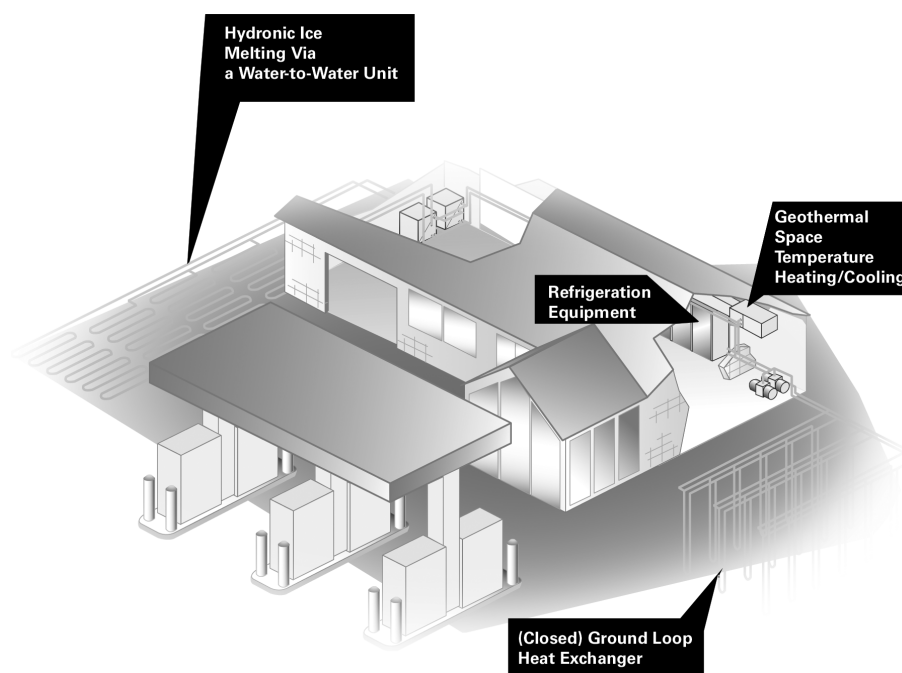 Hydronic Ice
Melting Via
a Water-to-Water Unit
Geothermal
Space
Temperature
Heating/Cooling
Refrigeration
Equipment
(Closed) Ground Loop
Heat Exchanger